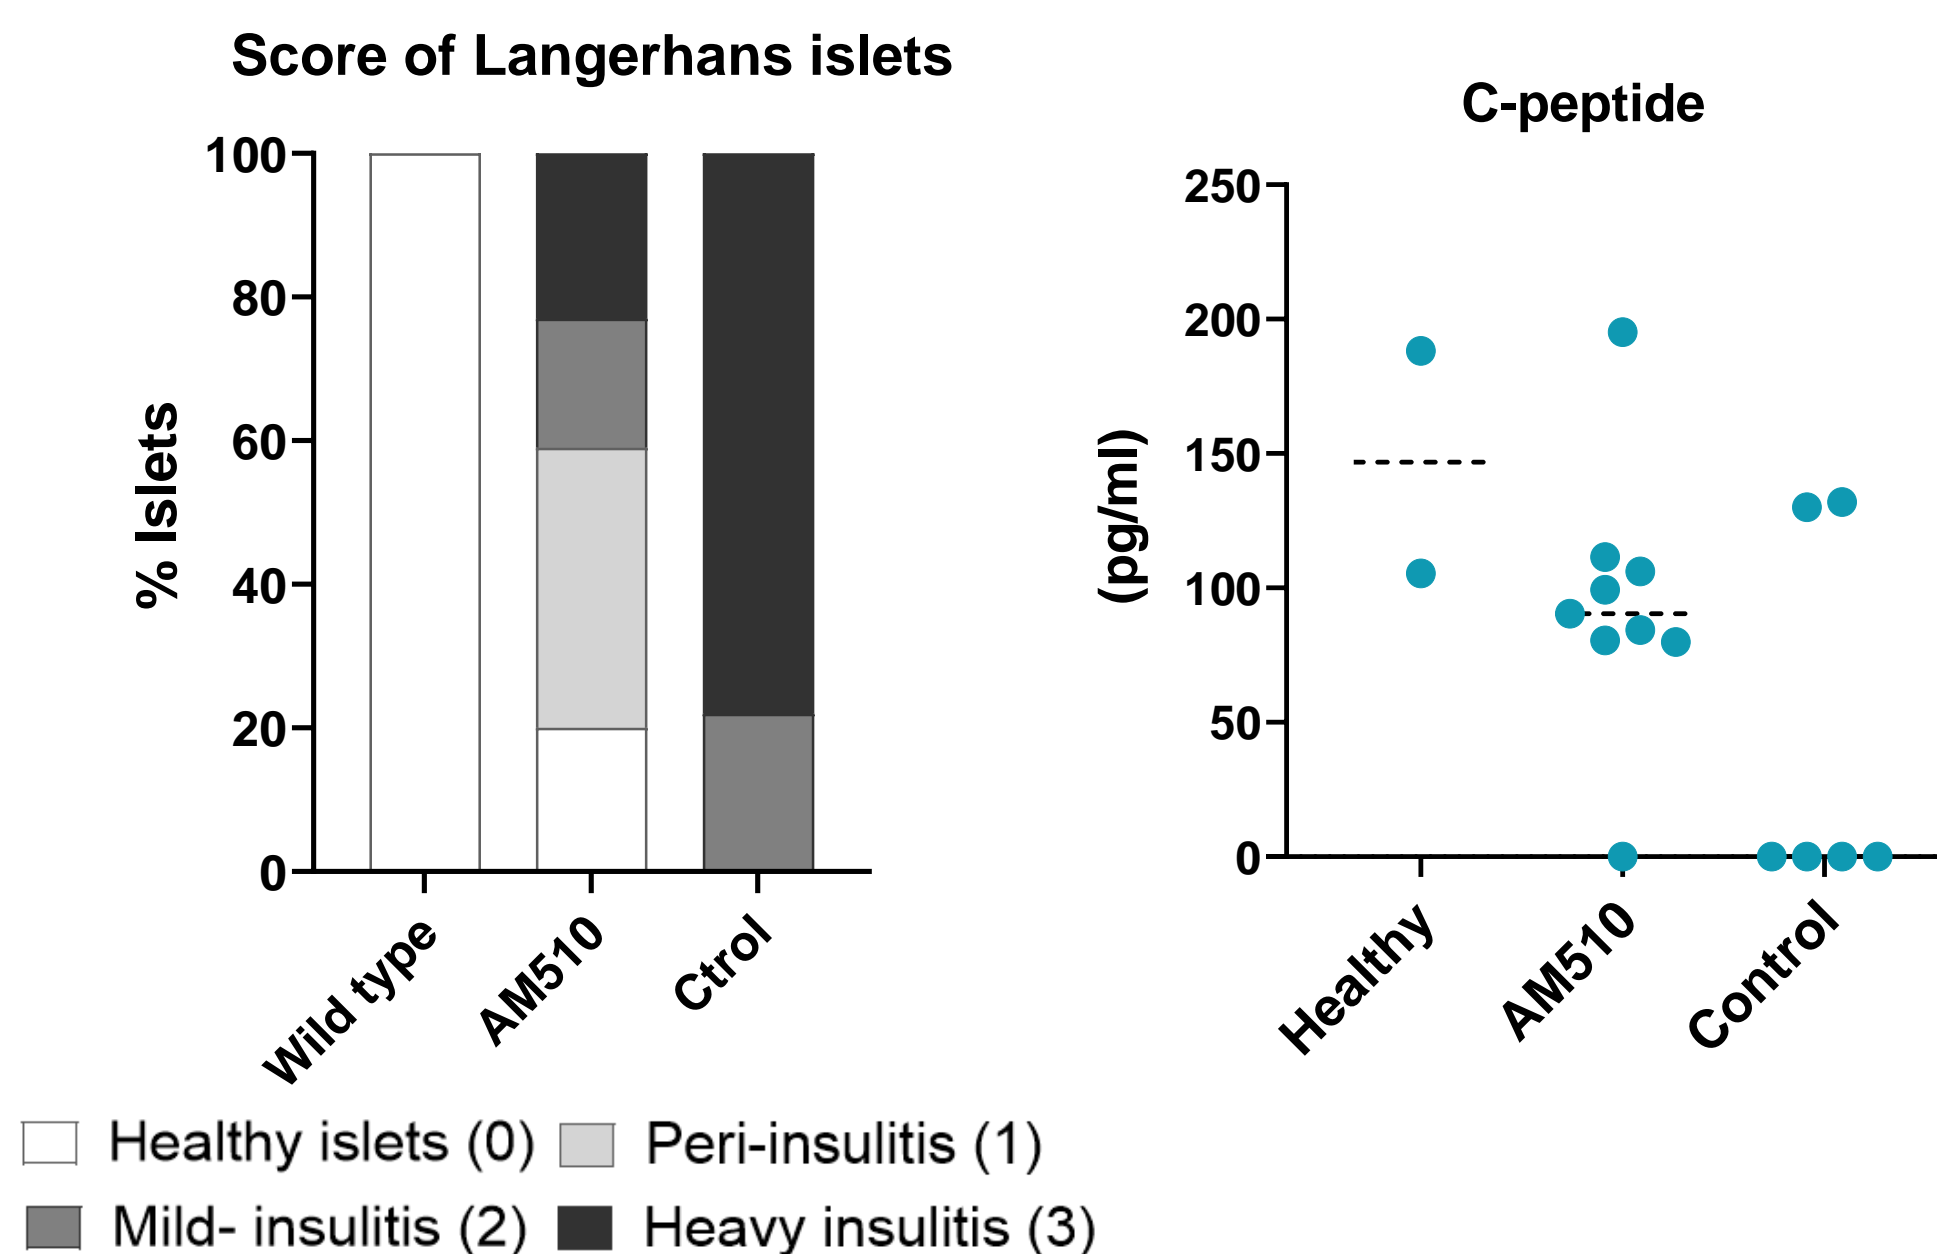 Score of Langerhans islets
% Islets
100
80
60
40
20
0
Wild type
AM510
Ctrol
Healthy islets (0)
Peri-insulitis (1)
Mild- insulitis (2)
Heavy insulitis (3)
C-peptide
(pg/ml)
250
200
150
100
50
0
Healthy
AM510
Control